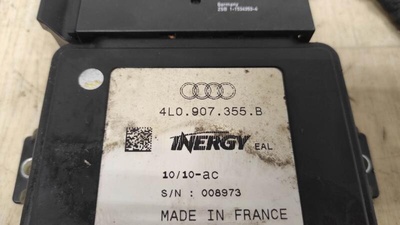 Germany
4L0.907.355.B
INERGY EAL
10/10-ac
S/N : 008973
MADE IN FRANCE